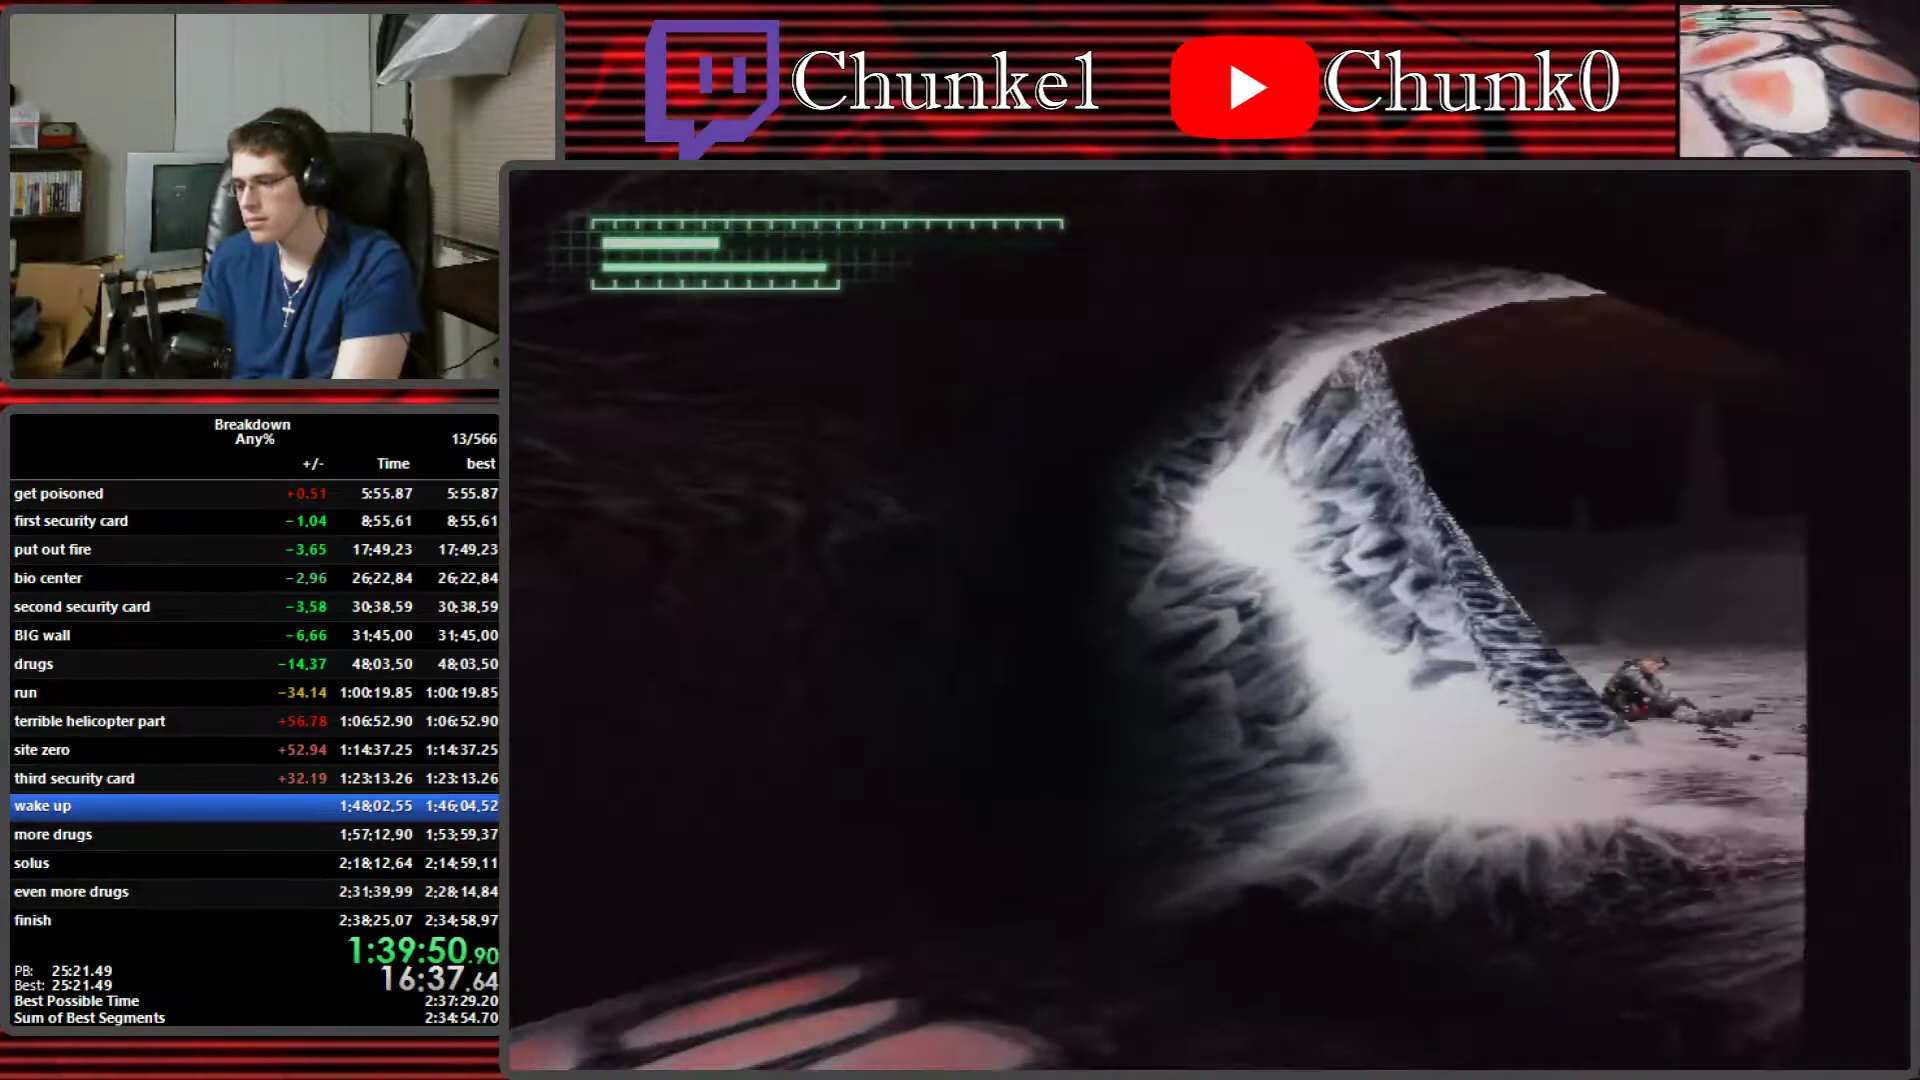 Chunke1
Chunk0
Breakdown
Any% 13/566
+/- Time best
get poisoned +0.51 5:55.87 5:55.87
first security card −1.04 8:55.61 8:55.61
put out fire −3.65 17:49.23 17:49.23
bio center −2.96 26:22.84 26:22.84
second security card −3.58 30:38.59 30:38.59
BIG wall −6.66 31:45.00 31:45.00
drugs −14.37 48:03.50 48:03.50
run −34.14 1:00:19.85 1:00:19.85
terrible helicopter part +56.78 1:06:52.90 1:06:52.90
site zero +52.94 1:14:37.25 1:14:37.25
third security card +32.19 1:23:13.26 1:23:13.26
wake up 1:48:02.55 1:46:04.52
more drugs 1:57:12.90 1:53:59.37
solus 2:18:12.64 2:14:59.11
even more drugs 2:31:39.99 2:28:14.84
finish 2:38:25.07 2:34:58.97
1:39:50.90
PB: 25:21.49
16:37.64
Best: 25:21.49
Best Possible Time 2:37:29.20
Sum of Best Segments 2:34:54.70